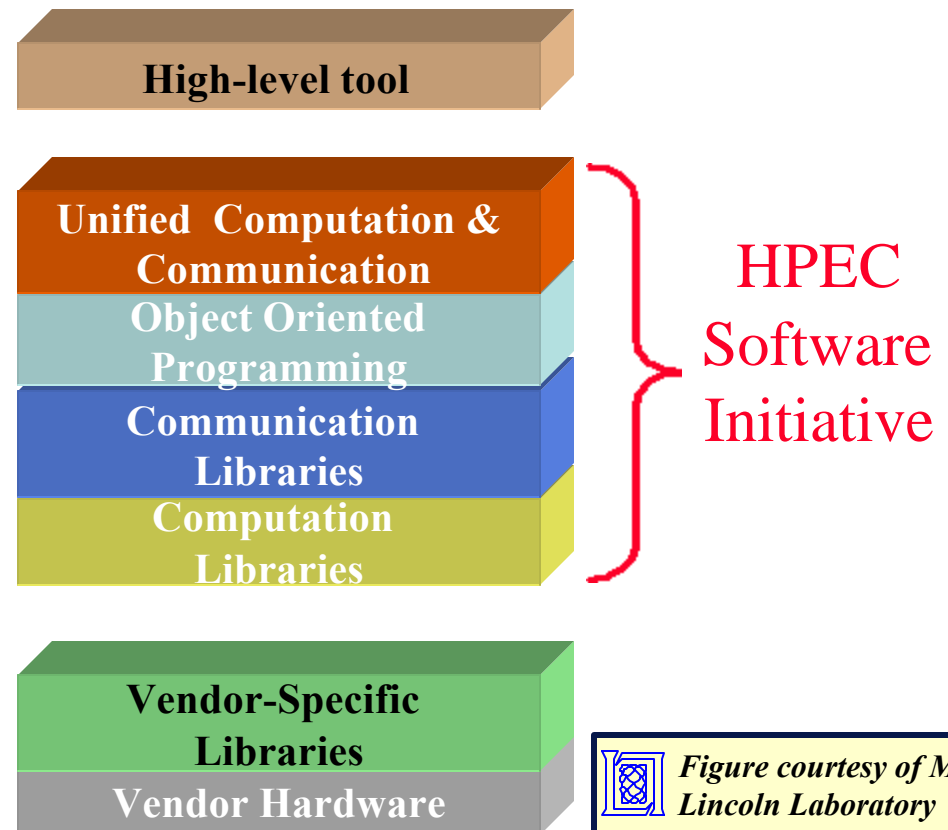 High-level tool
Unified Computation &
Communication
Object Oriented
Programming
Communication
Libraries
Computation
Libraries
HPEC
Software
Initiative
Vendor-Specific
Libraries
Vendor Hardware
Figure courtesy of M
Lincoln Laboratory